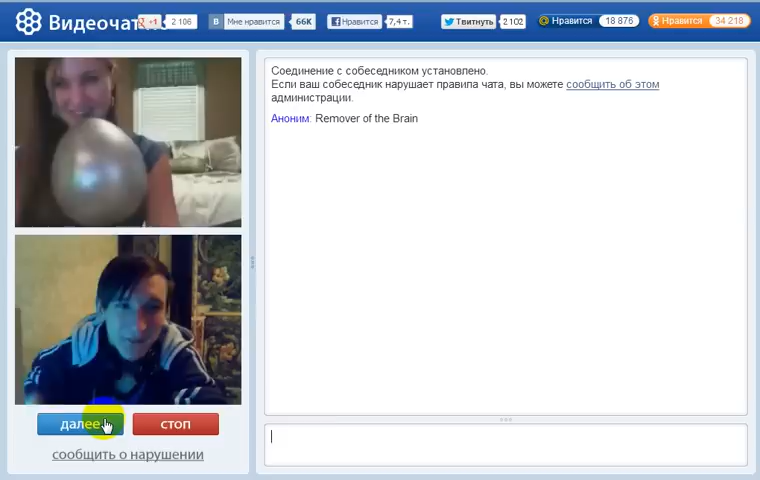 Видеочат
+1 2 106
В Мне нравится 66K
Нравится 7,4 т.
Твитнуть 2 102
Нравится 18 876
Нравится 34 218
Соединение с собеседником установлено.
Если ваш собеседник нарушает правила чата, вы можете сообщить об этом
администрации.
Аноним: Remover of the Brain
далее
стоп
сообщить о нарушении